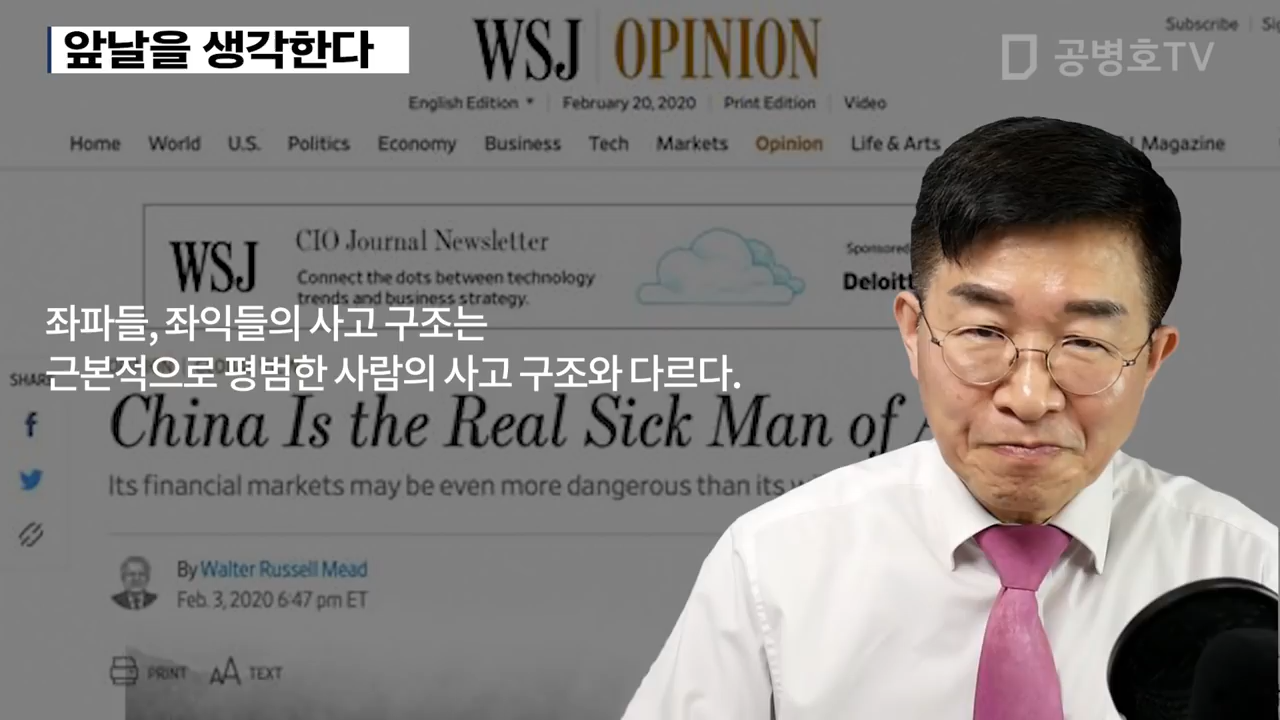 앞날을 생각한다
WSJ OPINION
Subscribe
공병호TV
English Edition February 20, 2020 Print Edition Video
Home World U.S. Politics Economy Business Tech Markets Opinion Life & Arts Magazine
WSJ
CIO Journal Newsletter
Connect the dots between technology
trends and business strategy.
Sponsored
Deloitt
좌파들, 좌익들의 사고 구조는
근본적으로 평범한 사람의 사고 구조와 다르다.
SHARE
f
China Is the Real Sick Man of
Its financial markets may be even more dangerous than its
By Walter Russell Mead
Feb. 3, 2020 6:47 pm ET
PRINT AA TEXT